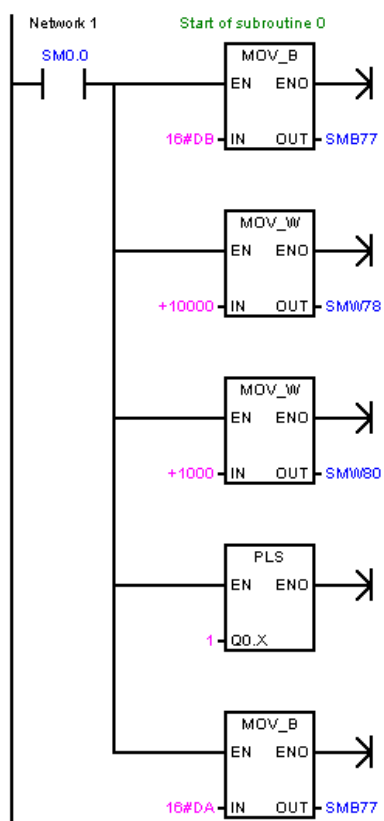 Network 1 Start of subroutine 0
SM0.0
MOV_B
EN ENO
16#DB IN OUT SMB77
MOV_W
EN ENO
+10000 IN OUT SMW78
MOV_W
EN ENO
+1000 IN OUT SMW80
PLS
EN ENO
1 Q0.X
MOV_B
EN ENO
16#DA IN OUT SMB77